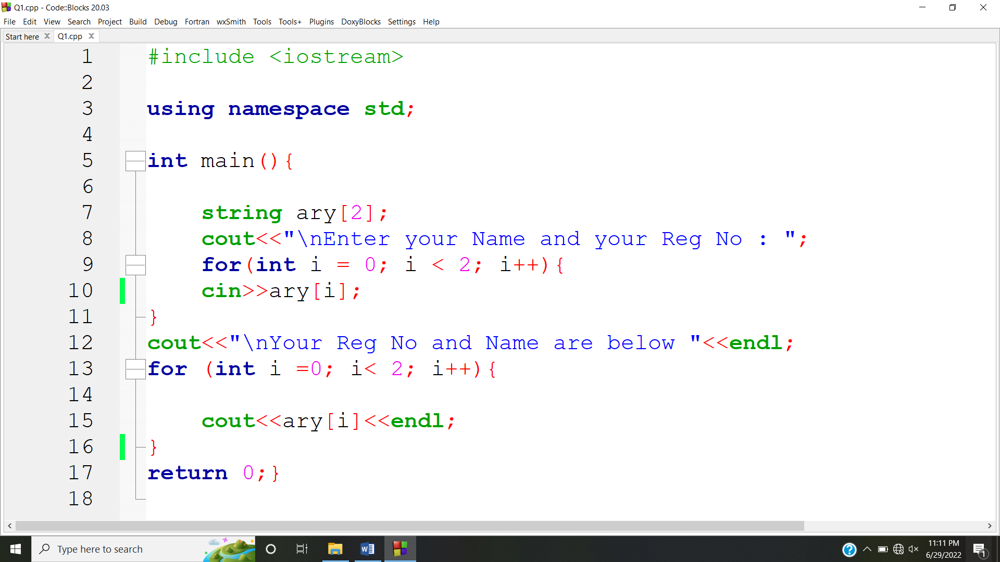 Q1.cpp - Code::Blocks 20.03
File Edit View Search Project Build Debug Fortran wxSmith Tools Tools+ Plugins DoxyBlocks Settings Help
Start here Q1.cpp
1 #include <iostream>
2
3 using namespace std;
4
5 int main(){
6
7     string ary[2];
8     cout<<"\nEnter your Name and your Reg No : ";
9     for(int i = 0; i < 2; i++){
10     cin>>ary[i];
11 }
12 cout<<"\nYour Reg No and Name are below "<<endl;
13 for (int i =0; i< 2; i++){
14
15     cout<<ary[i]<<endl;
16 }
17 return 0;}
18
Type here to search
11:11 PM
6/29/2022
1